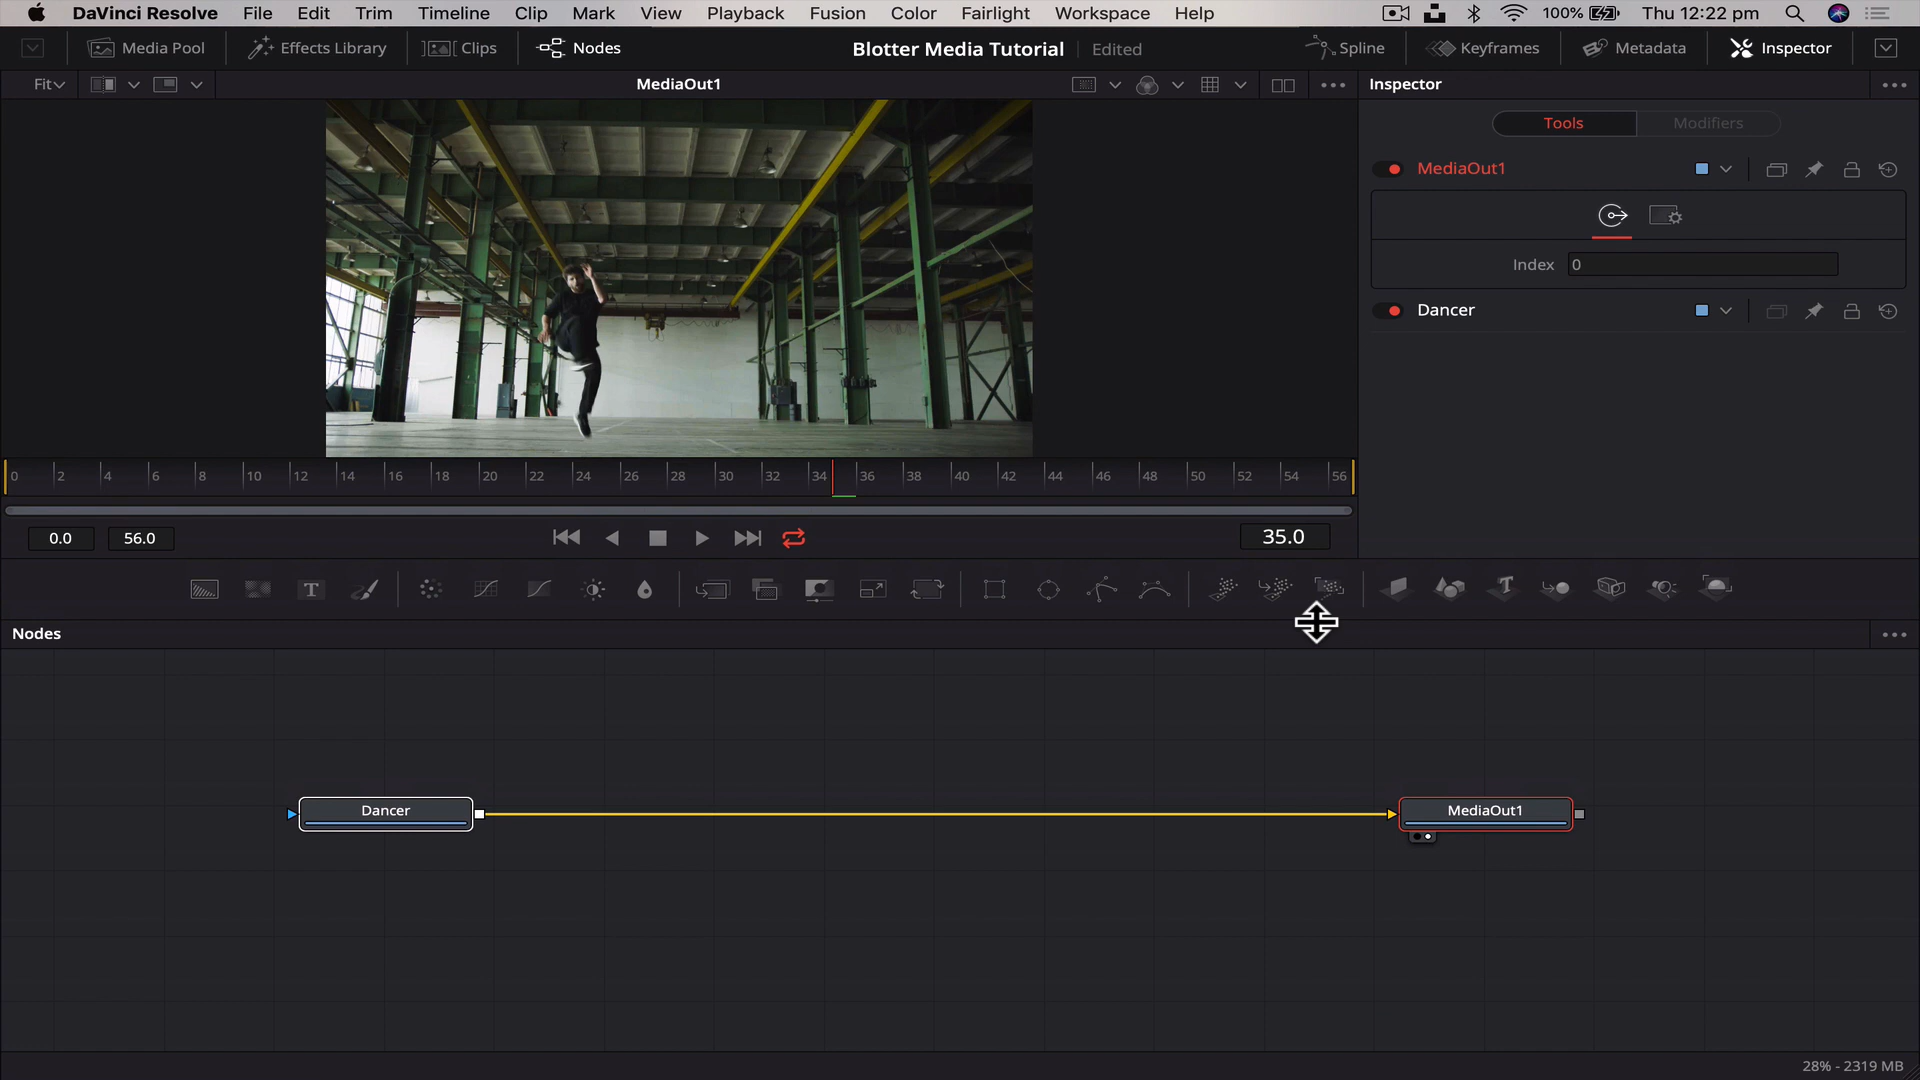 DaVinci Resolve File Edit Trim Timeline Clip Mark View Playback Fusion Color Fairlight Workspace Help 100% Thu 12:22 pm
Media Pool Effects Library Clips Nodes Blotter Media Tutorial Edited Spline Keyframes Metadata Inspector
Fit MediaOut1 Inspector
Tools Modifiers
MediaOut1
Index 0
Dancer
0 2 4 6 8 10 12 14 16 18 20 22 24 26 28 30 32 34 36 38 40 42 44 46 48 50 52 54 56
0.0 56.0 35.0
T T
Nodes
Dancer MediaOut1
28% - 2319 MB